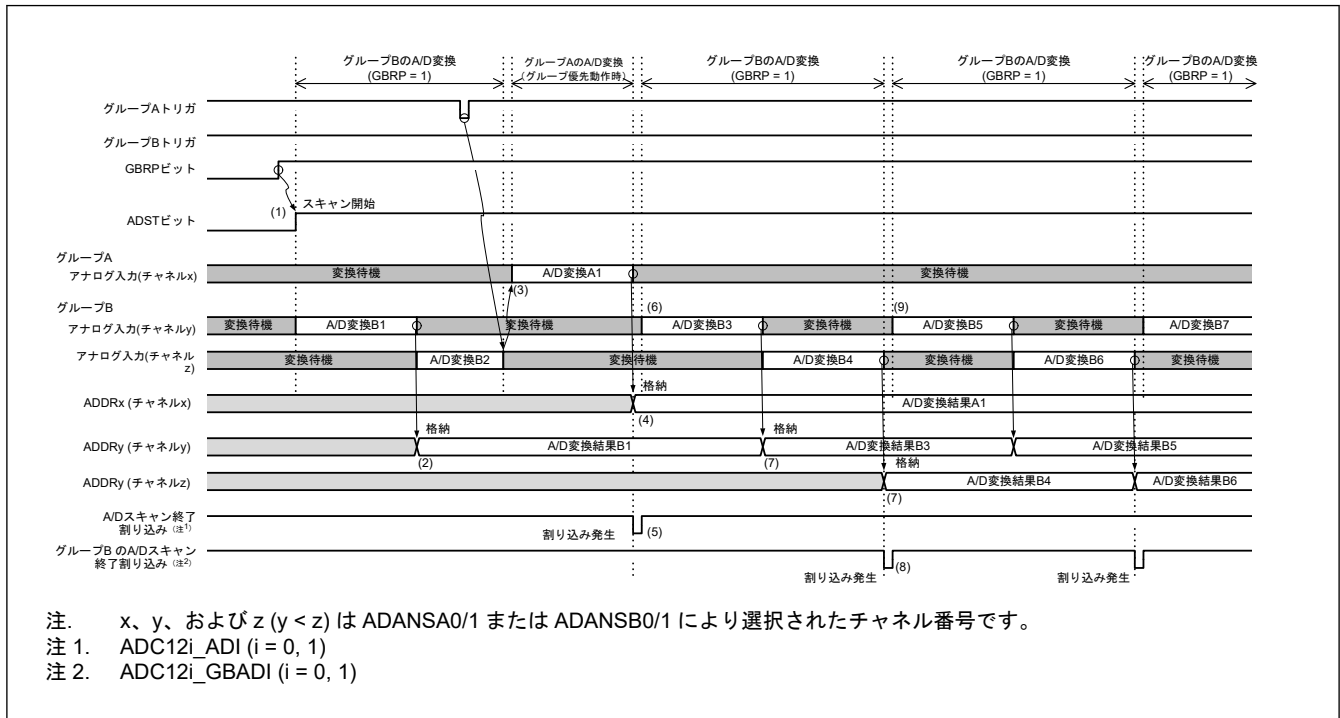 グループBのA/D変換
(GBRP = 1)
グループAのA/D変換
(グループ優先動作時)
グループBのA/D変換
(GBRP = 1)
グループBのA/D変換
(GBRP = 1)
グループBのA/D変換
(GBRP = 1)
グループAトリガ
グループBトリガ
GBRPビット
(1)
スキャン開始
ADSTビット
グループA
アナログ入力(チャネルx)
変換待機
A/D変換A1
変換待機
(3)
グループB
(6)
(9)
アナログ入力(チャネルy)
変換待機
A/D変換B1
変換待機
A/D変換B3
変換待機
A/D変換B5
変換待機
A/D変換B7
アナログ入力(チャネル
z)
変換待機
A/D変換B2
変換待機
A/D変換B4
変換待機
A/D変換B6
変換待機
格納
ADDRx (チャネルx)
A/D変換結果A1
(4)
格納
格納
ADDRy (チャネルy)
A/D変換結果B1
A/D変換結果B3
A/D変換結果B5
(2)
(7)
格納
ADDRy (チャネルz)
A/D変換結果B4
A/D変換結果B6
(7)
A/Dスキャン終了
割り込み (注1)
割り込み発生
(5)
グループB のA/Dスキャン
終了割り込み (注2)
(8)
割り込み発生
割り込み発生
注. x、y、および z (y < z) は ADANSA0/1 または ADANSB0/1 により選択されたチャネル番号です。
注 1. ADC12i_ADI (i = 0, 1)
注 2. ADC12i_GBADI (i = 0, 1)